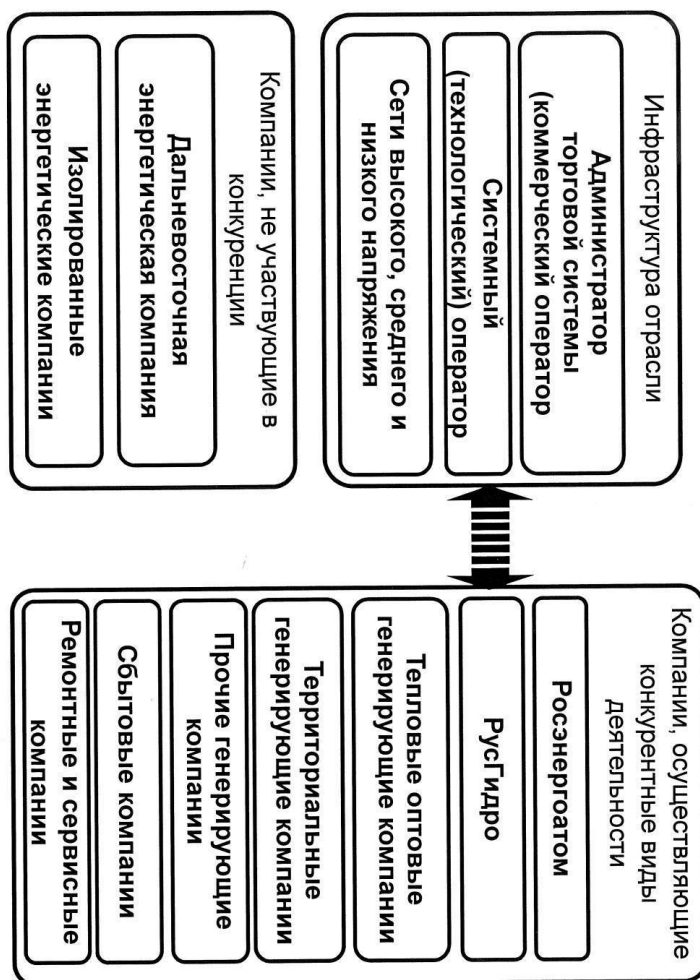 Инфраструктура отрасли
Администратор
торговой системы
(коммерческий оператор)
Системный
(технологический) оператор
Сети высокого, среднего и
низкого напряжения
Компании, не участвующие в
конкуренции
Дальневосточная
энергетическая компания
Изолированные
энергетические компании
Компании, осуществляющие
конкурентные виды
деятельности
Росэнергоатом
РусГидро
Тепловые оптовые
генерирующие компании
Территориальные
генерирующие компании
Прочие генерирующие
компании
Сбытовые компании
Ремонтные и сервисные
компании